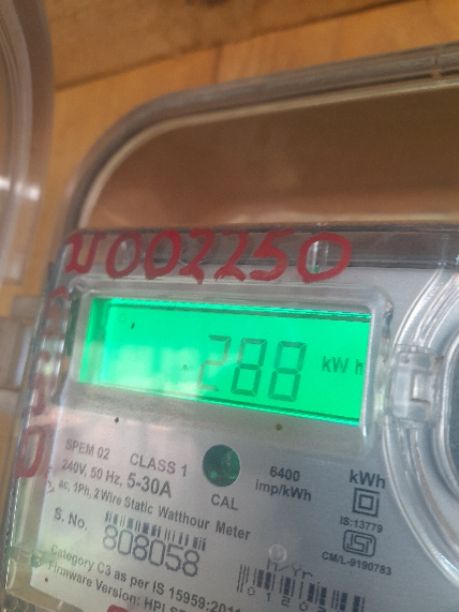 N002250
288 kWh
SPEM 02 CLASS 1
240V, 50 Hz, 5-30A
ac, 1Ph, 2 Wire Static Watthour Meter
CAL
6400
imp/kWh
kWh
IS:13779
CM/L-9190783
S. No.
808058
Category C3 as per IS 15959:2011
Firmware Version: HPL